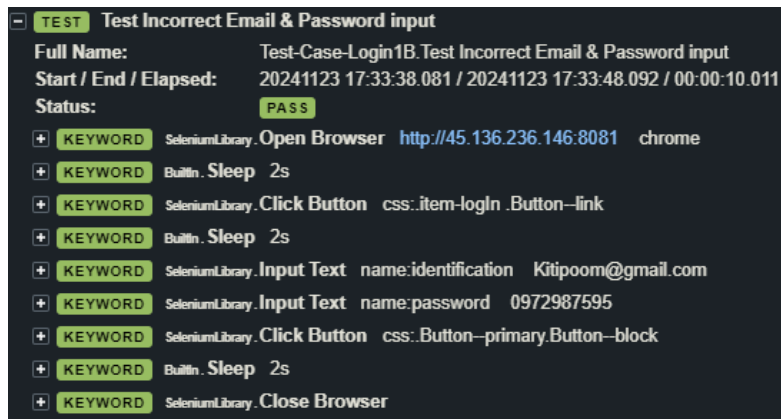 TEST Test Incorrect Email & Password input
Full Name: Test-Case-Login1B.Test Incorrect Email & Password input
Start / End / Elapsed: 20241123 17:33:38.081 / 20241123 17:33:48.092 / 00:00:10.011
Status: PASS
KEYWORD SeleniumLibrary.Open Browser http://45.136.236.146:8081 chrome
KEYWORD BuiltIn.Sleep 2s
KEYWORD SeleniumLibrary.Click Button css:.item-logIn .Button--link
KEYWORD BuiltIn.Sleep 2s
KEYWORD SeleniumLibrary.Input Text name:identification Kitipoom@gmail.com
KEYWORD SeleniumLibrary.Input Text name:password 0972987595
KEYWORD SeleniumLibrary.Click Button css:.Button--primary.Button--block
KEYWORD BuiltIn.Sleep 2s
KEYWORD SeleniumLibrary.Close Browser